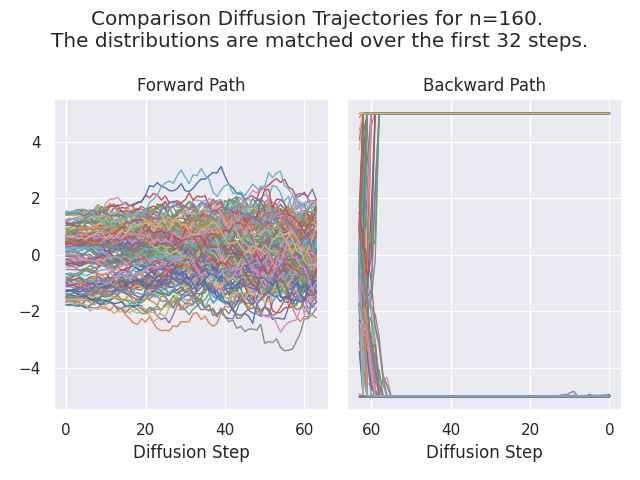 Comparison Diffusion Trajectories for n=160.
The distributions are matched over the first 32 steps.
Forward Path
Backward Path
4
2
0
−2
−4
0 20 40 60
60 40 20 0
Diffusion Step
Diffusion Step